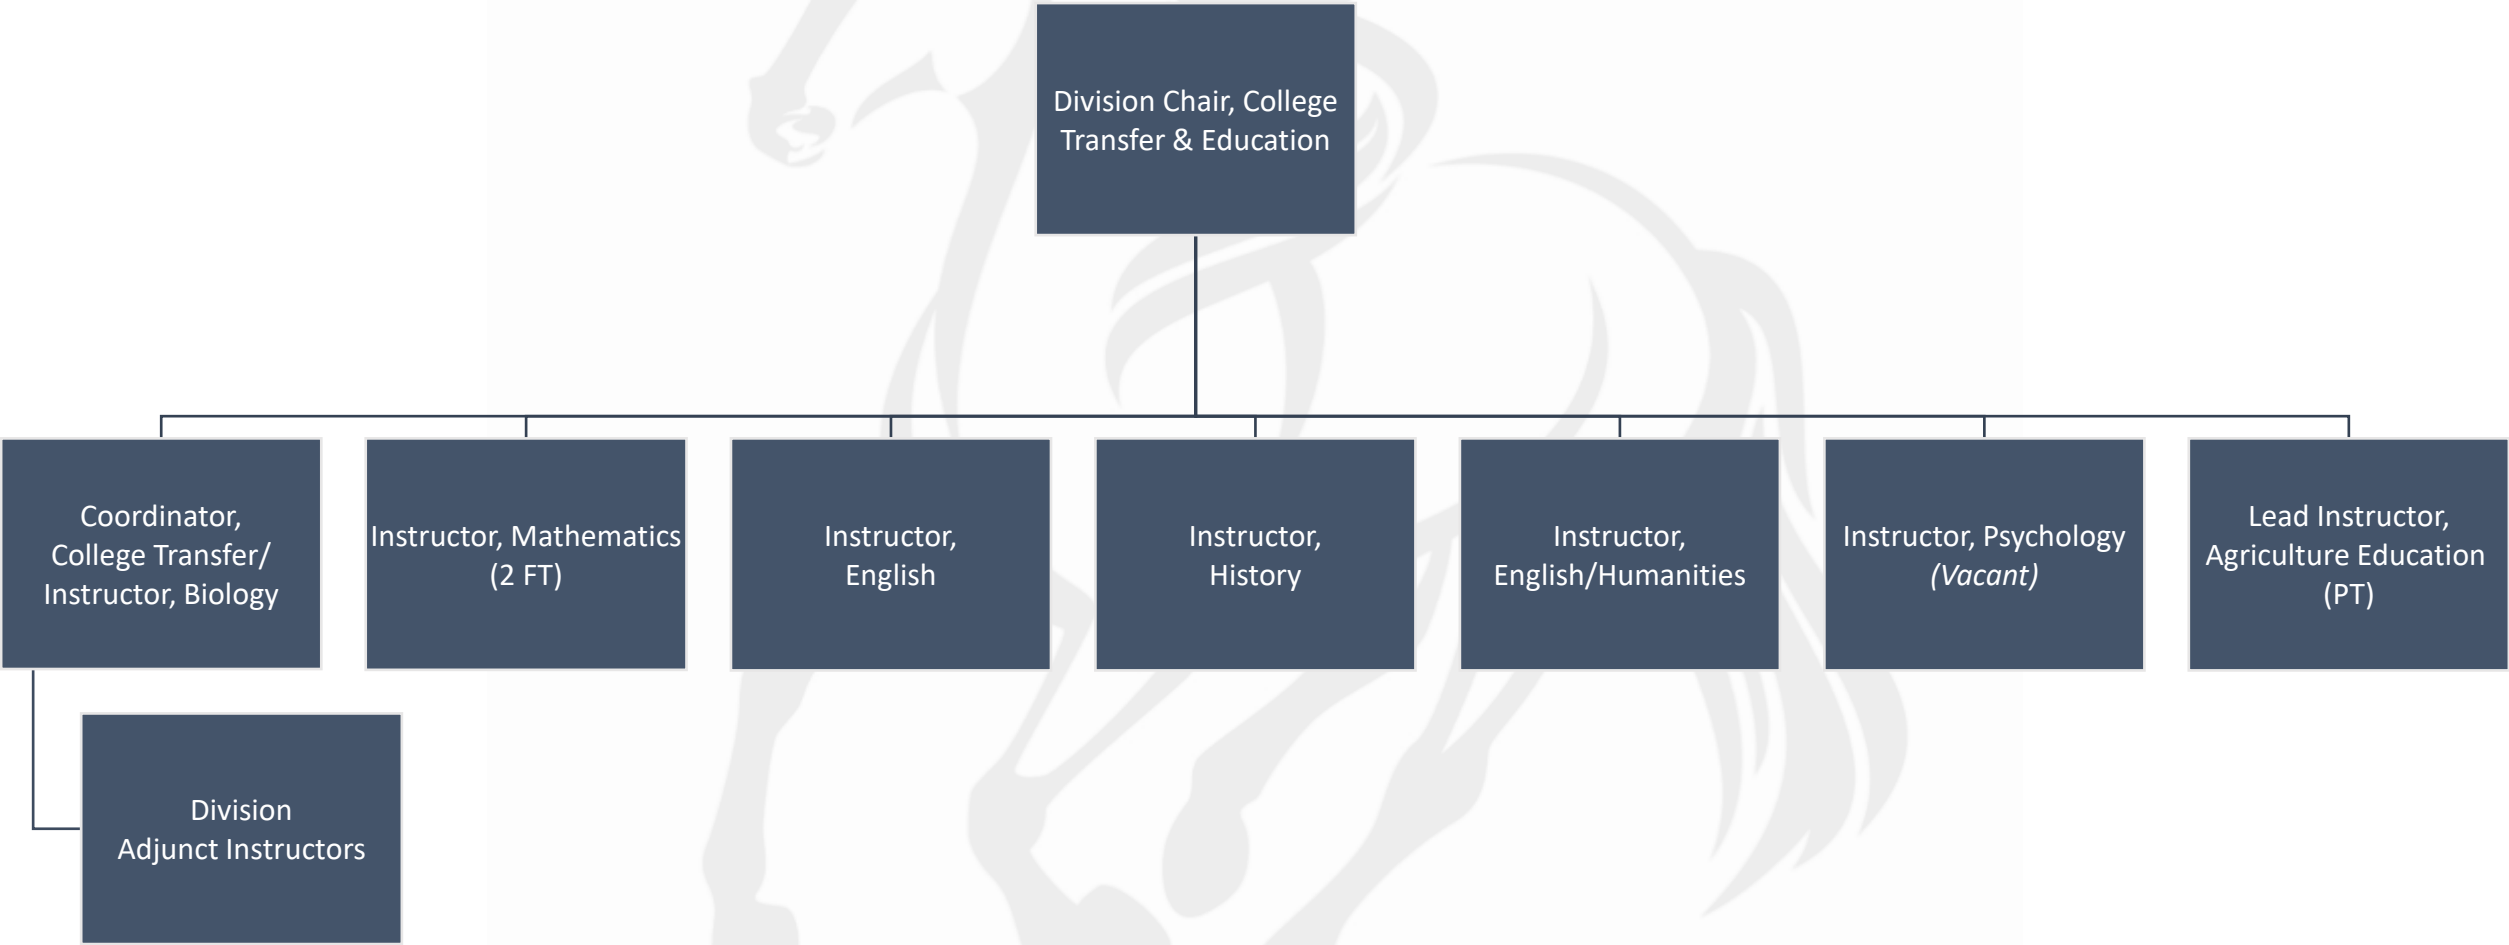 Division Chair, College
Transfer & Education
Coordinator,
College Transfer/
Instructor, Biology
Instructor, Mathematics
(2 FT)
Instructor,
English
Instructor,
History
Instructor,
English/Humanities
Instructor, Psychology
(Vacant)
Lead Instructor,
Agriculture Education
(PT)
Division
Adjunct Instructors